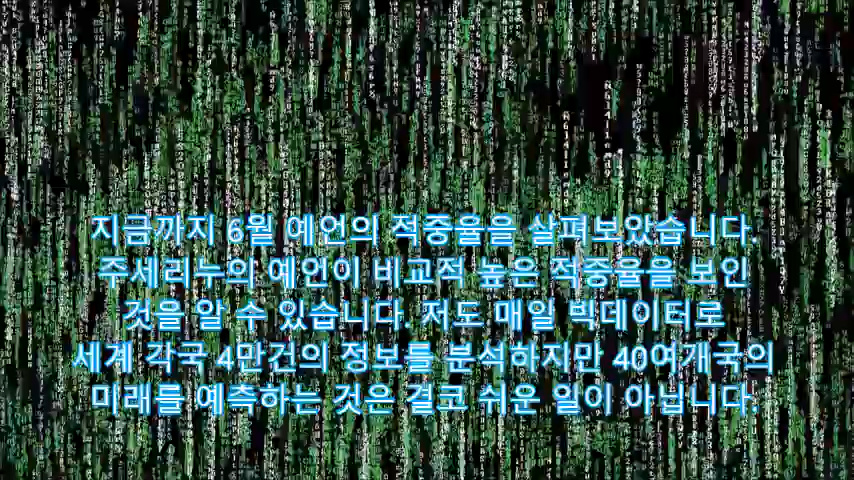 지금까지 6월 예언의 적중율을 살펴보았습니다.
주세리누의 예언이 비교적 높은 적중율을 보인
것을 알 수 있습니다. 저도 매일 빅데이터로
세계 각국 4만건의 정보를 분석하지만 40여개국의
미래를 예측하는 것은 결코 쉬운 일이 아닙니다.